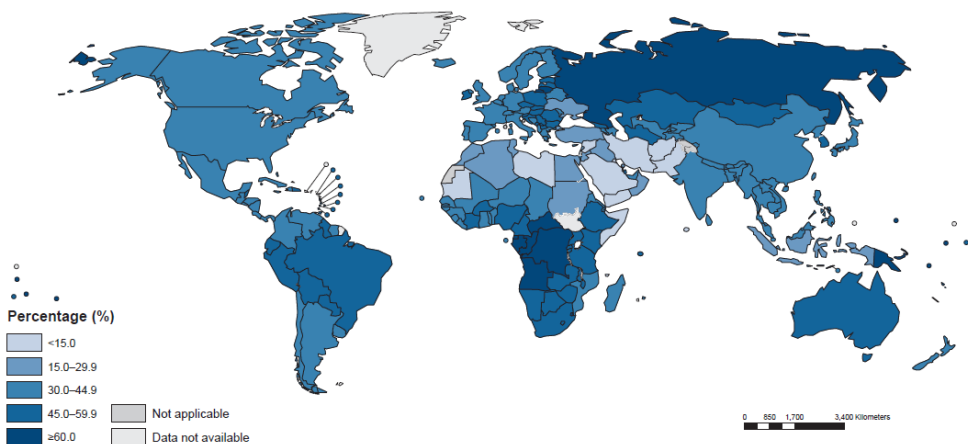 Percentage (%)
<15.0
15.0–29.9
30.0–44.9
45.0–59.9
≥60.0
Not applicable
Data not available
0 850 1,700 3,400 Kilometers